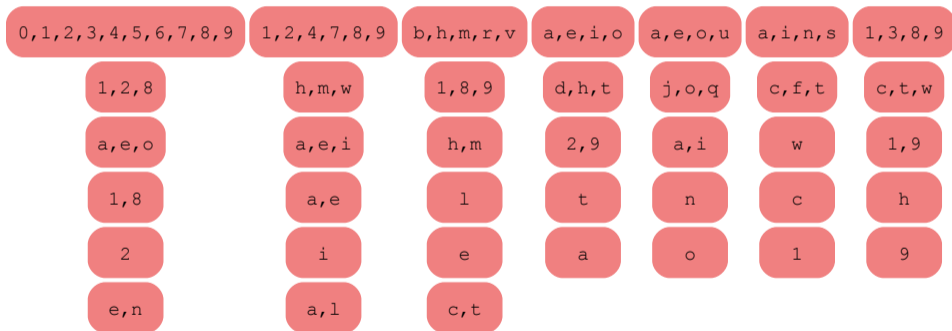 0,1,2,3,4,5,6,7,8,9 1,2,4,7,8,9 b,h,m,r,v a,e,i,o a,e,o,u a,i,n,s 1,3,8,9
1,2,8 h,m,w 1,8,9 d,h,t j,o,q c,f,t c,t,w
a,e,o a,e,i h,m 2,9 a,i w 1,9
1,8 a,e l t n c h
2 i e a o 1 9
e,n a,l c,t